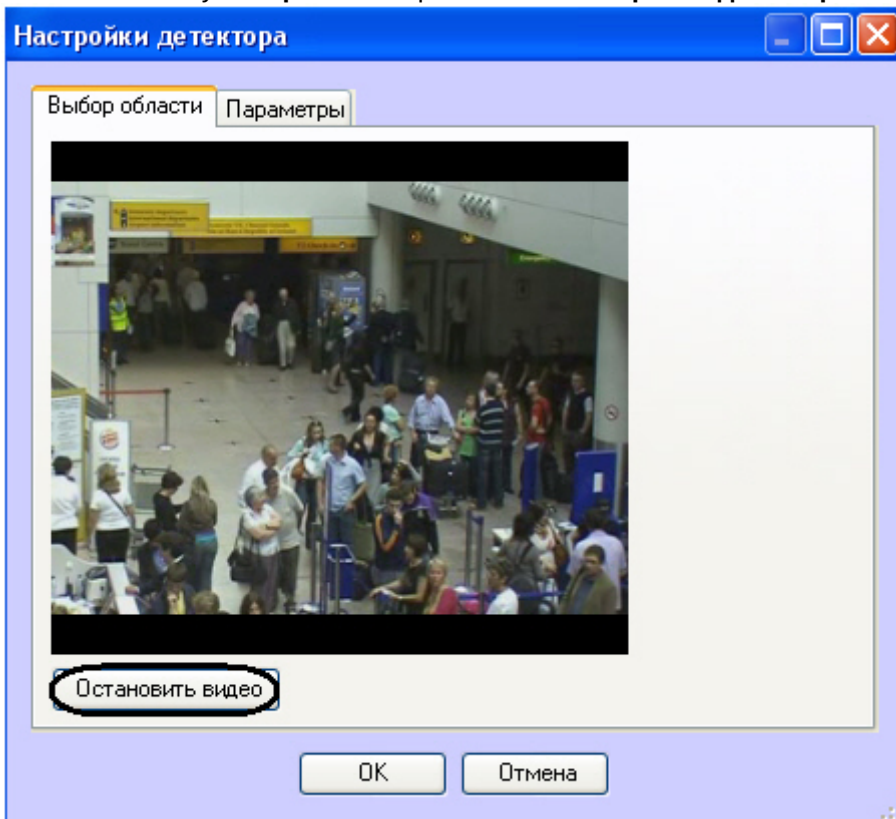 Настройки детектора
Выбор области
Параметры
Остановить видео
OK
Отмена